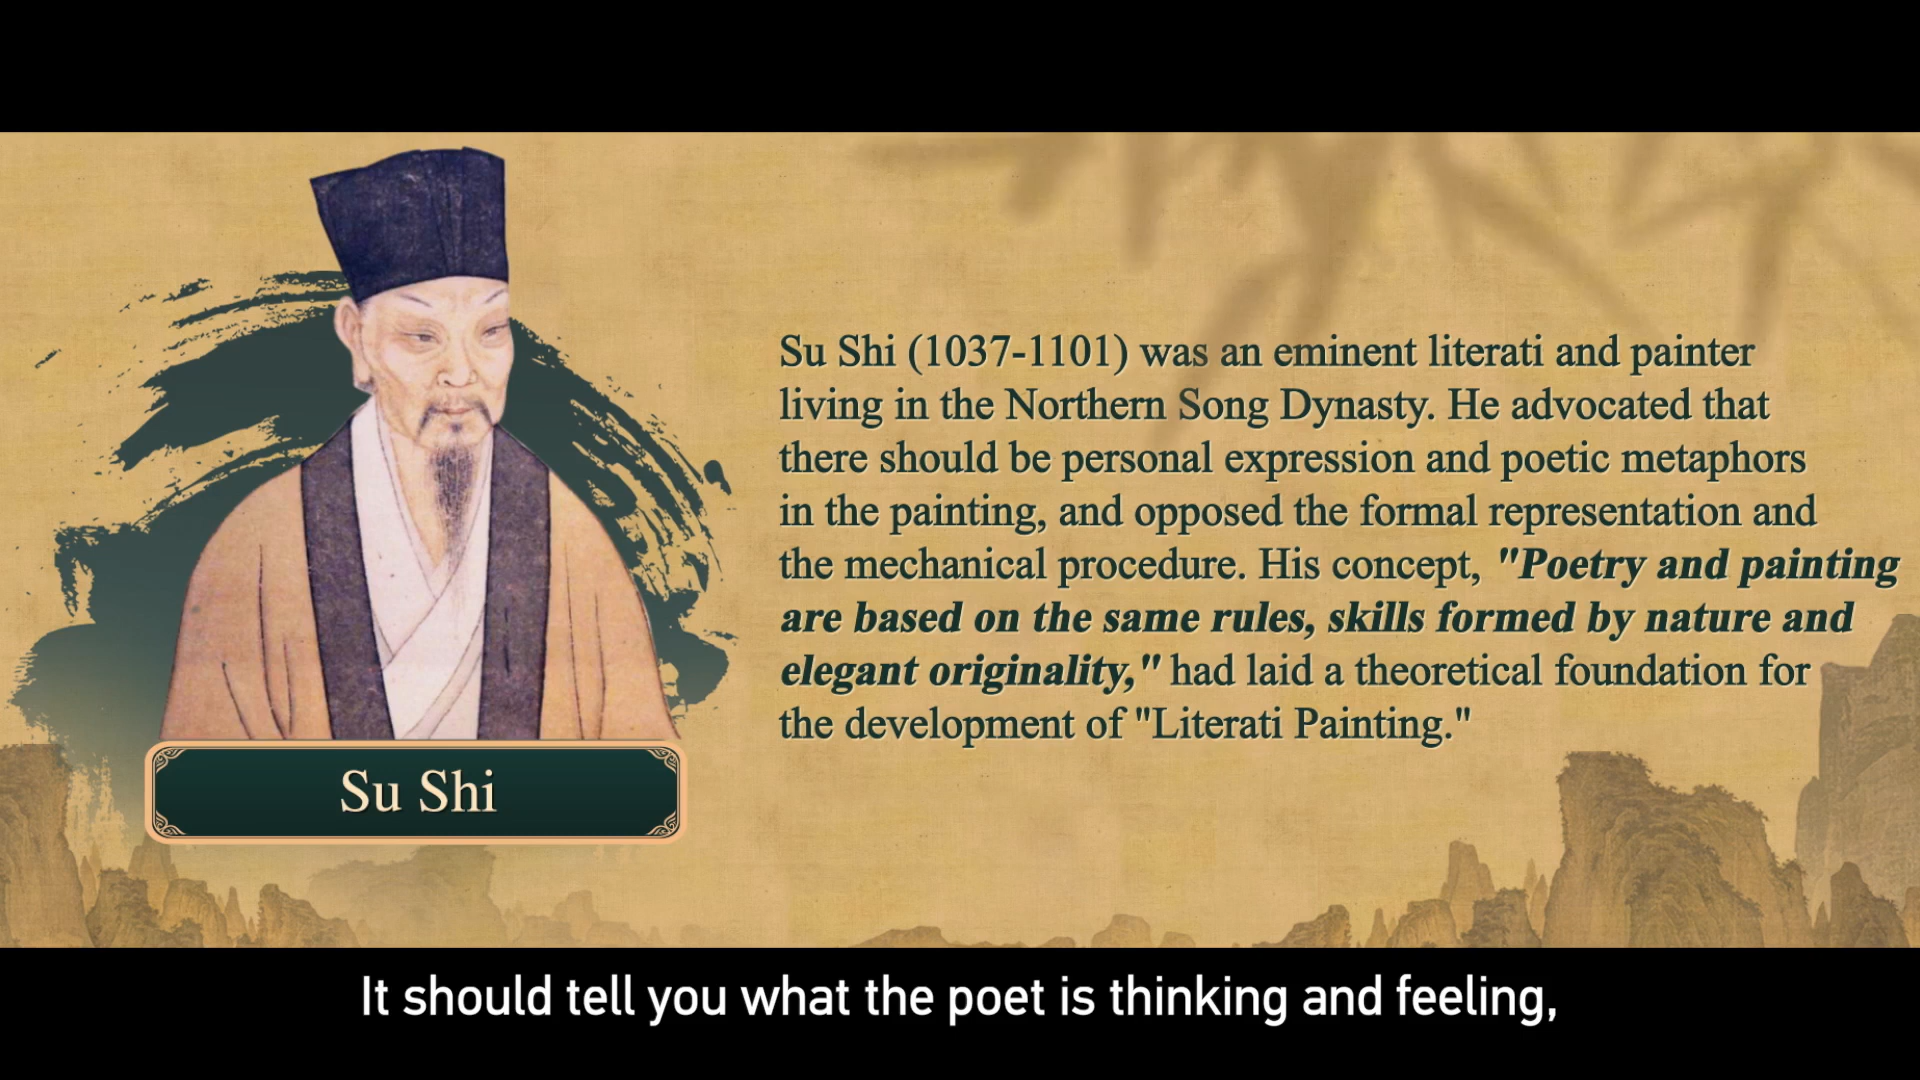 Su Shi (1037-1101) was an eminent literati and painter
living in the Northern Song Dynasty. He advocated that
there should be personal expression and poetic metaphors
in the painting, and opposed the formal representation and
the mechanical procedure. His concept, "Poetry and painting
are based on the same rules, skills formed by nature and
elegant originality," had laid a theoretical foundation for
the development of "Literati Painting."
Su Shi
It should tell you what the poet is thinking and feeling,